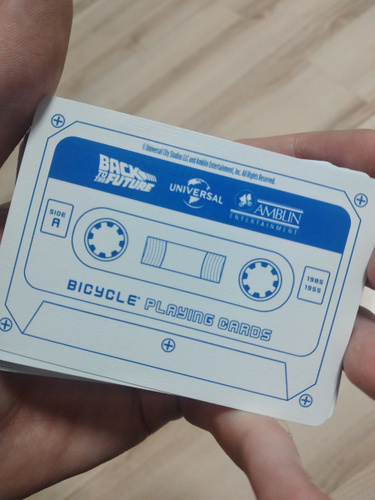 © Universal City Studios LLC and Amblin Entertainment, Inc. All Rights Reserved.
BACK
TO THE
FUTURE
UNIVERSAL
AMBLIN
ENTERTAINMENT
SIDE
A
1985
1955
BICYCLE® PLAYING CARDS